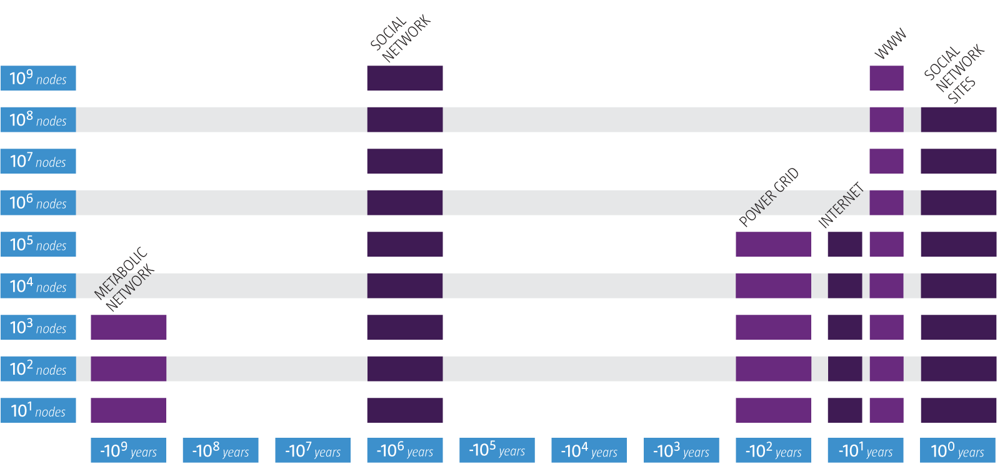 SOCIAL
NETWORK
WWW
SOCIAL
NETWORK
SITES
10⁹ nodes
10⁸ nodes
10⁷ nodes
POWER GRID
INTERNET
10⁶ nodes
10⁵ nodes
METABOLIC
NETWORK
10⁴ nodes
10³ nodes
10² nodes
10¹ nodes
-10⁹ years
-10⁸ years
-10⁷ years
-10⁶ years
-10⁵ years
-10⁴ years
-10³ years
-10² years
-10¹ years
10⁰ years